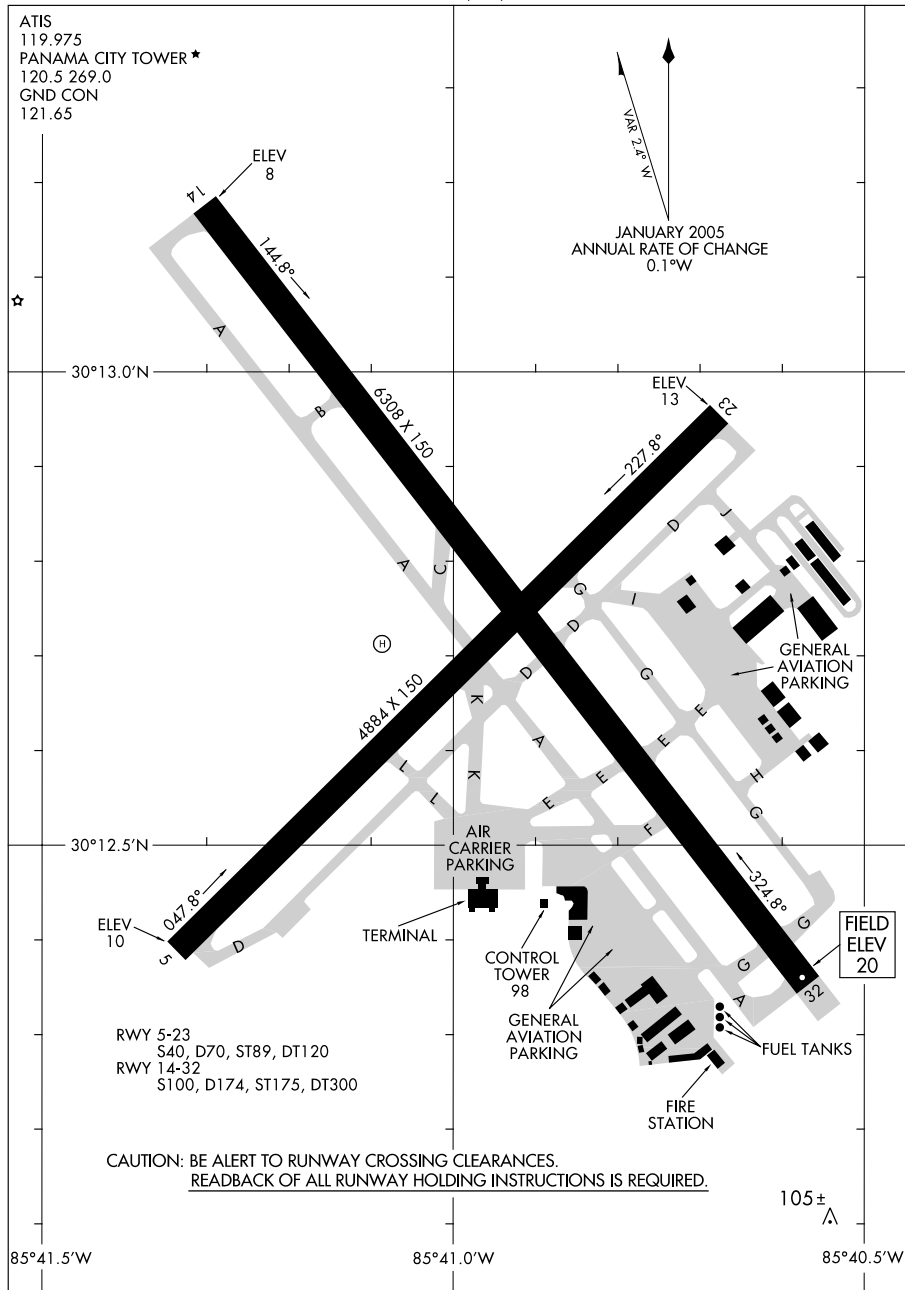 ATIS
119.975
PANAMA CITY TOWER ★
120.5 269.0
GND CON
121.65
VAR 2.4° W
JANUARY 2005
ANNUAL RATE OF CHANGE
0.1°W
ELEV
8
14
144.8°
A
30°13.0'N
B
6308 X 150
ELEV
13
23
227.8°
D
J
A
C
G
I
D
H
GENERAL
AVIATION
PARKING
D
G
K
4884 X 150
A
E
E
L
K
E
H
L
E
F
G
30°12.5'N
AIR
CARRIER
PARKING
047.8°
324.8°
ELEV
10
5
D
TERMINAL
CONTROL
TOWER
98
GENERAL
AVIATION
PARKING
G
G
A
32
FIELD
ELEV
20
FUEL TANKS
FIRE
STATION
RWY 5-23
S40, D70, ST89, DT120
RWY 14-32
S100, D174, ST175, DT300
CAUTION: BE ALERT TO RUNWAY CROSSING CLEARANCES.
READBACK OF ALL RUNWAY HOLDING INSTRUCTIONS IS REQUIRED.
105±
85°41.5'W
85°41.0'W
85°40.5'W